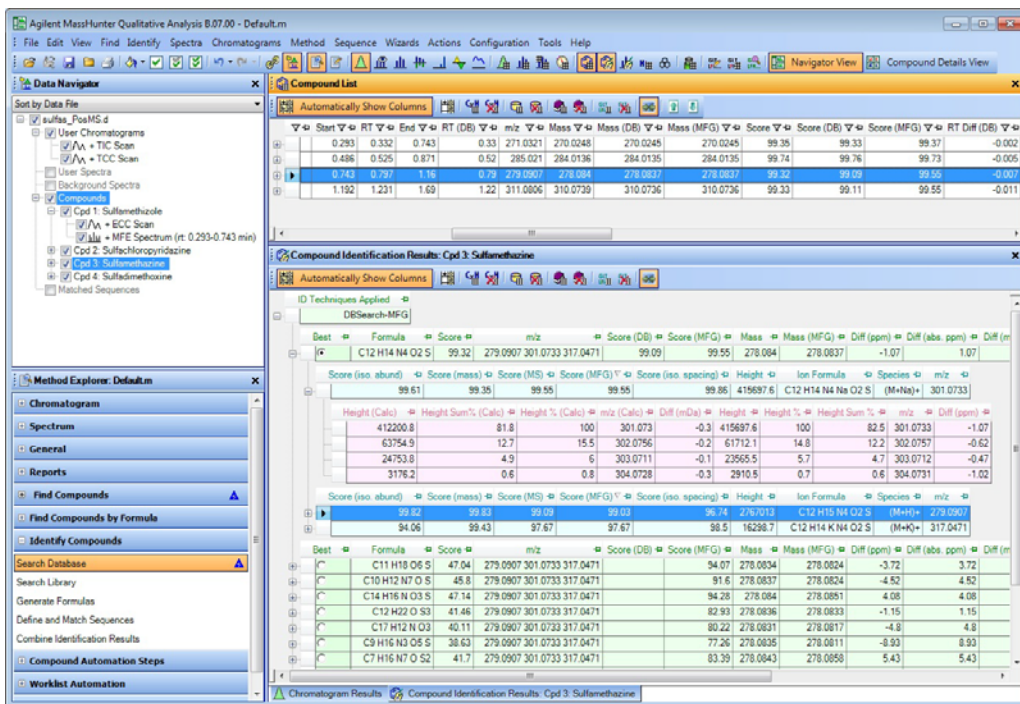 Agilent MassHunter Qualitative Analysis B.07.00 - Default.m
File Edit View Find Identify Spectra Chromatograms Method Sequence Wizards Actions Configuration Tools Help
Navigator View Compound Details View
Data Navigator
Sort by Data File
sulfas_PosMS.d
User Chromatograms
+ TIC Scan
+ TCC Scan
User Spectra
Background Spectra
Compounds
Cpd 1: Sulfamethizole
+ ECC Scan
+ MFE Spectrum (rt: 0.293-0.743 min)
Cpd 2: Sulfachloropyridazine
Cpd 3: Sulfamethazine
Cpd 4: Sulfadimethoxine
Matched Sequences
Method Explorer: Default.m
Chromatogram
Spectrum
General
Reports
Find Compounds
Find Compounds by Formula
Identify Compounds
Search Database
Search Library
Generate Formulas
Define and Match Sequences
Combine Identification Results
Compound Automation Steps
Worklist Automation
Compound List
Automatically Show Columns
Start RT End RT (DB) m/z Mass Mass (DB) Mass (MFG) Score Score (DB) Score (MFG) RT Diff (DB)
0.293 0.332 0.743 0.33 271.0321 270.0248 270.0245 270.0245 99.35 99.33 99.37 -0.002
0.486 0.525 0.871 0.52 285.021 284.0136 284.0135 284.0135 99.74 99.76 99.73 -0.005
0.743 0.797 1.16 0.79 279.0907 278.084 278.0837 278.0837 99.32 99.09 99.55 -0.007
1.192 1.231 1.69 1.22 311.0806 310.0739 310.0736 310.0736 99.33 99.11 99.55 -0.011
Compound Identification Results: Cpd 3: Sulfamethazine
Automatically Show Columns
ID Techniques Applied
DBSearch-MFG
Best Formula Score m/z Score (DB) Score (MFG) Mass Mass (MFG) Diff (ppm) Diff (abs. ppm) Diff (m
C12 H14 N4 O2 S 99.32 279.0907 301.0733 317.0471 99.09 99.55 278.084 278.0837 -1.07 1.07
Score (iso. abund) Score (mass) Score (MS) Score (MFG) Score (iso. spacing) Height Ion Formula Species m/z
99.61 99.35 99.55 99.55 99.86 415697.6 C12 H14 N4 Na O2 S (M+Na)+ 301.0733
Height (Calc) Height Sum% (Calc) Height % (Calc) m/z (Calc) Diff (mDa) Height Height % Height Sum % m/z Diff (ppm)
412200.8 81.8 100 301.073 -0.3 415697.6 100 82.5 301.0733 -1.07
63754.9 12.7 15.5 302.0756 -0.2 61712.1 14.8 12.2 302.0757 -0.62
24753.8 4.9 6 303.0711 -0.1 23565.5 5.7 4.7 303.0712 -0.47
3176.2 0.6 0.8 304.0728 -0.3 2910.5 0.7 0.6 304.0731 -1.02
Score (iso. abund) Score (mass) Score (MS) Score (MFG) Score (iso. spacing) Height Ion Formula Species m/z
99.82 99.83 99.09 99.03 96.74 2767013 C12 H15 N4 O2 S (M+H)+ 279.0907
94.06 99.43 97.67 97.67 98.5 16298.7 C12 H14 K N4 O2 S (M+K)+ 317.0471
Best Formula Score m/z Score (DB) Score (MFG) Mass Mass (MFG) Diff (ppm) Diff (abs. ppm) Diff (m
C11 H18 O6 S 47.04 279.0907 301.0733 317.0471 94.07 278.0834 278.0824 -3.72 3.72
C10 H12 N7 O S 45.8 279.0907 301.0733 317.0471 91.6 278.0837 278.0824 -4.52 4.52
C14 H16 N O3 S 47.14 279.0907 301.0733 317.0471 94.28 278.084 278.0851 4.08 4.08
C12 H22 O S3 41.46 279.0907 301.0733 317.0471 82.93 278.0836 278.0833 -1.15 1.15
C17 H12 N O3 40.11 279.0907 301.0733 317.0471 80.22 278.0831 278.0817 -4.8 4.8
C9 H16 N3 O5 S 38.63 279.0907 301.0733 317.0471 77.26 278.0835 278.0811 -8.93 8.93
C7 H16 N7 O S2 41.7 279.0907 301.0733 317.0471 83.39 278.0843 278.0858 5.43 5.43
Chromatogram Results Compound Identification Results: Cpd 3: Sulfamethazine